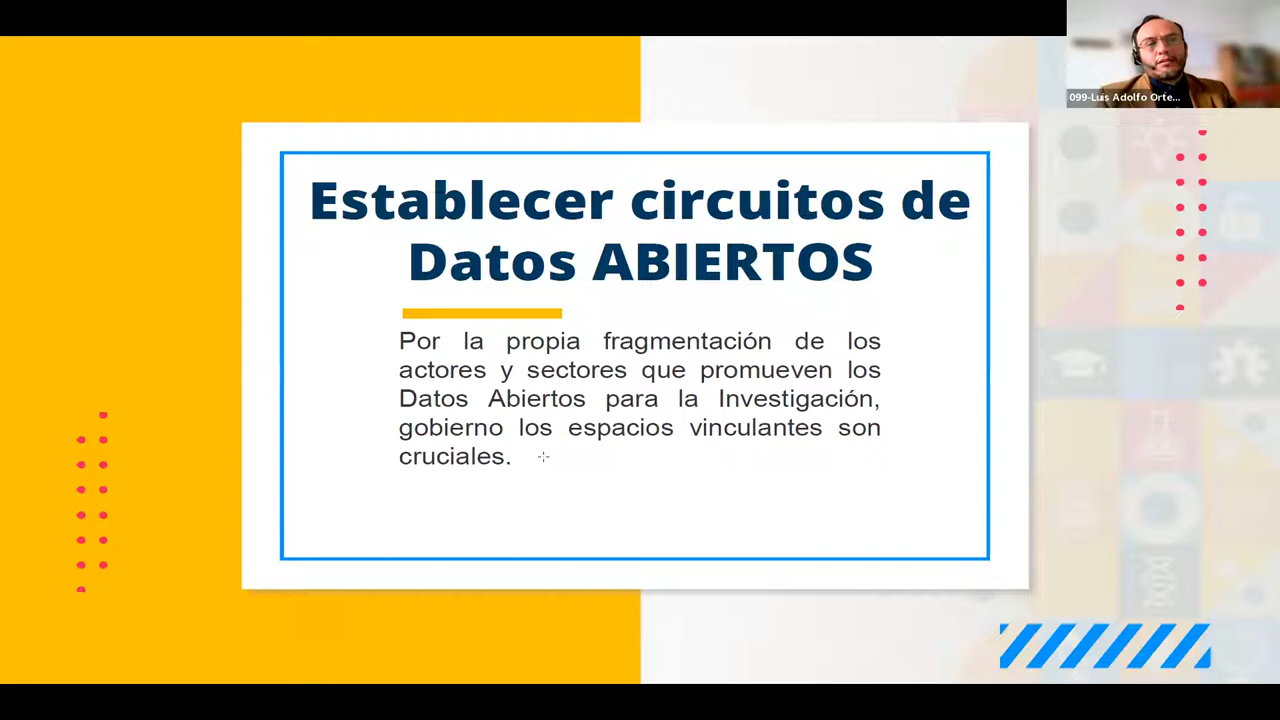 099-Luis Adolfo Orte...
Establecer circuitos de
Datos ABIERTOS
Por la propia fragmentación de los
actores y sectores que promueven los
Datos Abiertos para la Investigación,
gobierno los espacios vinculantes son
cruciales.